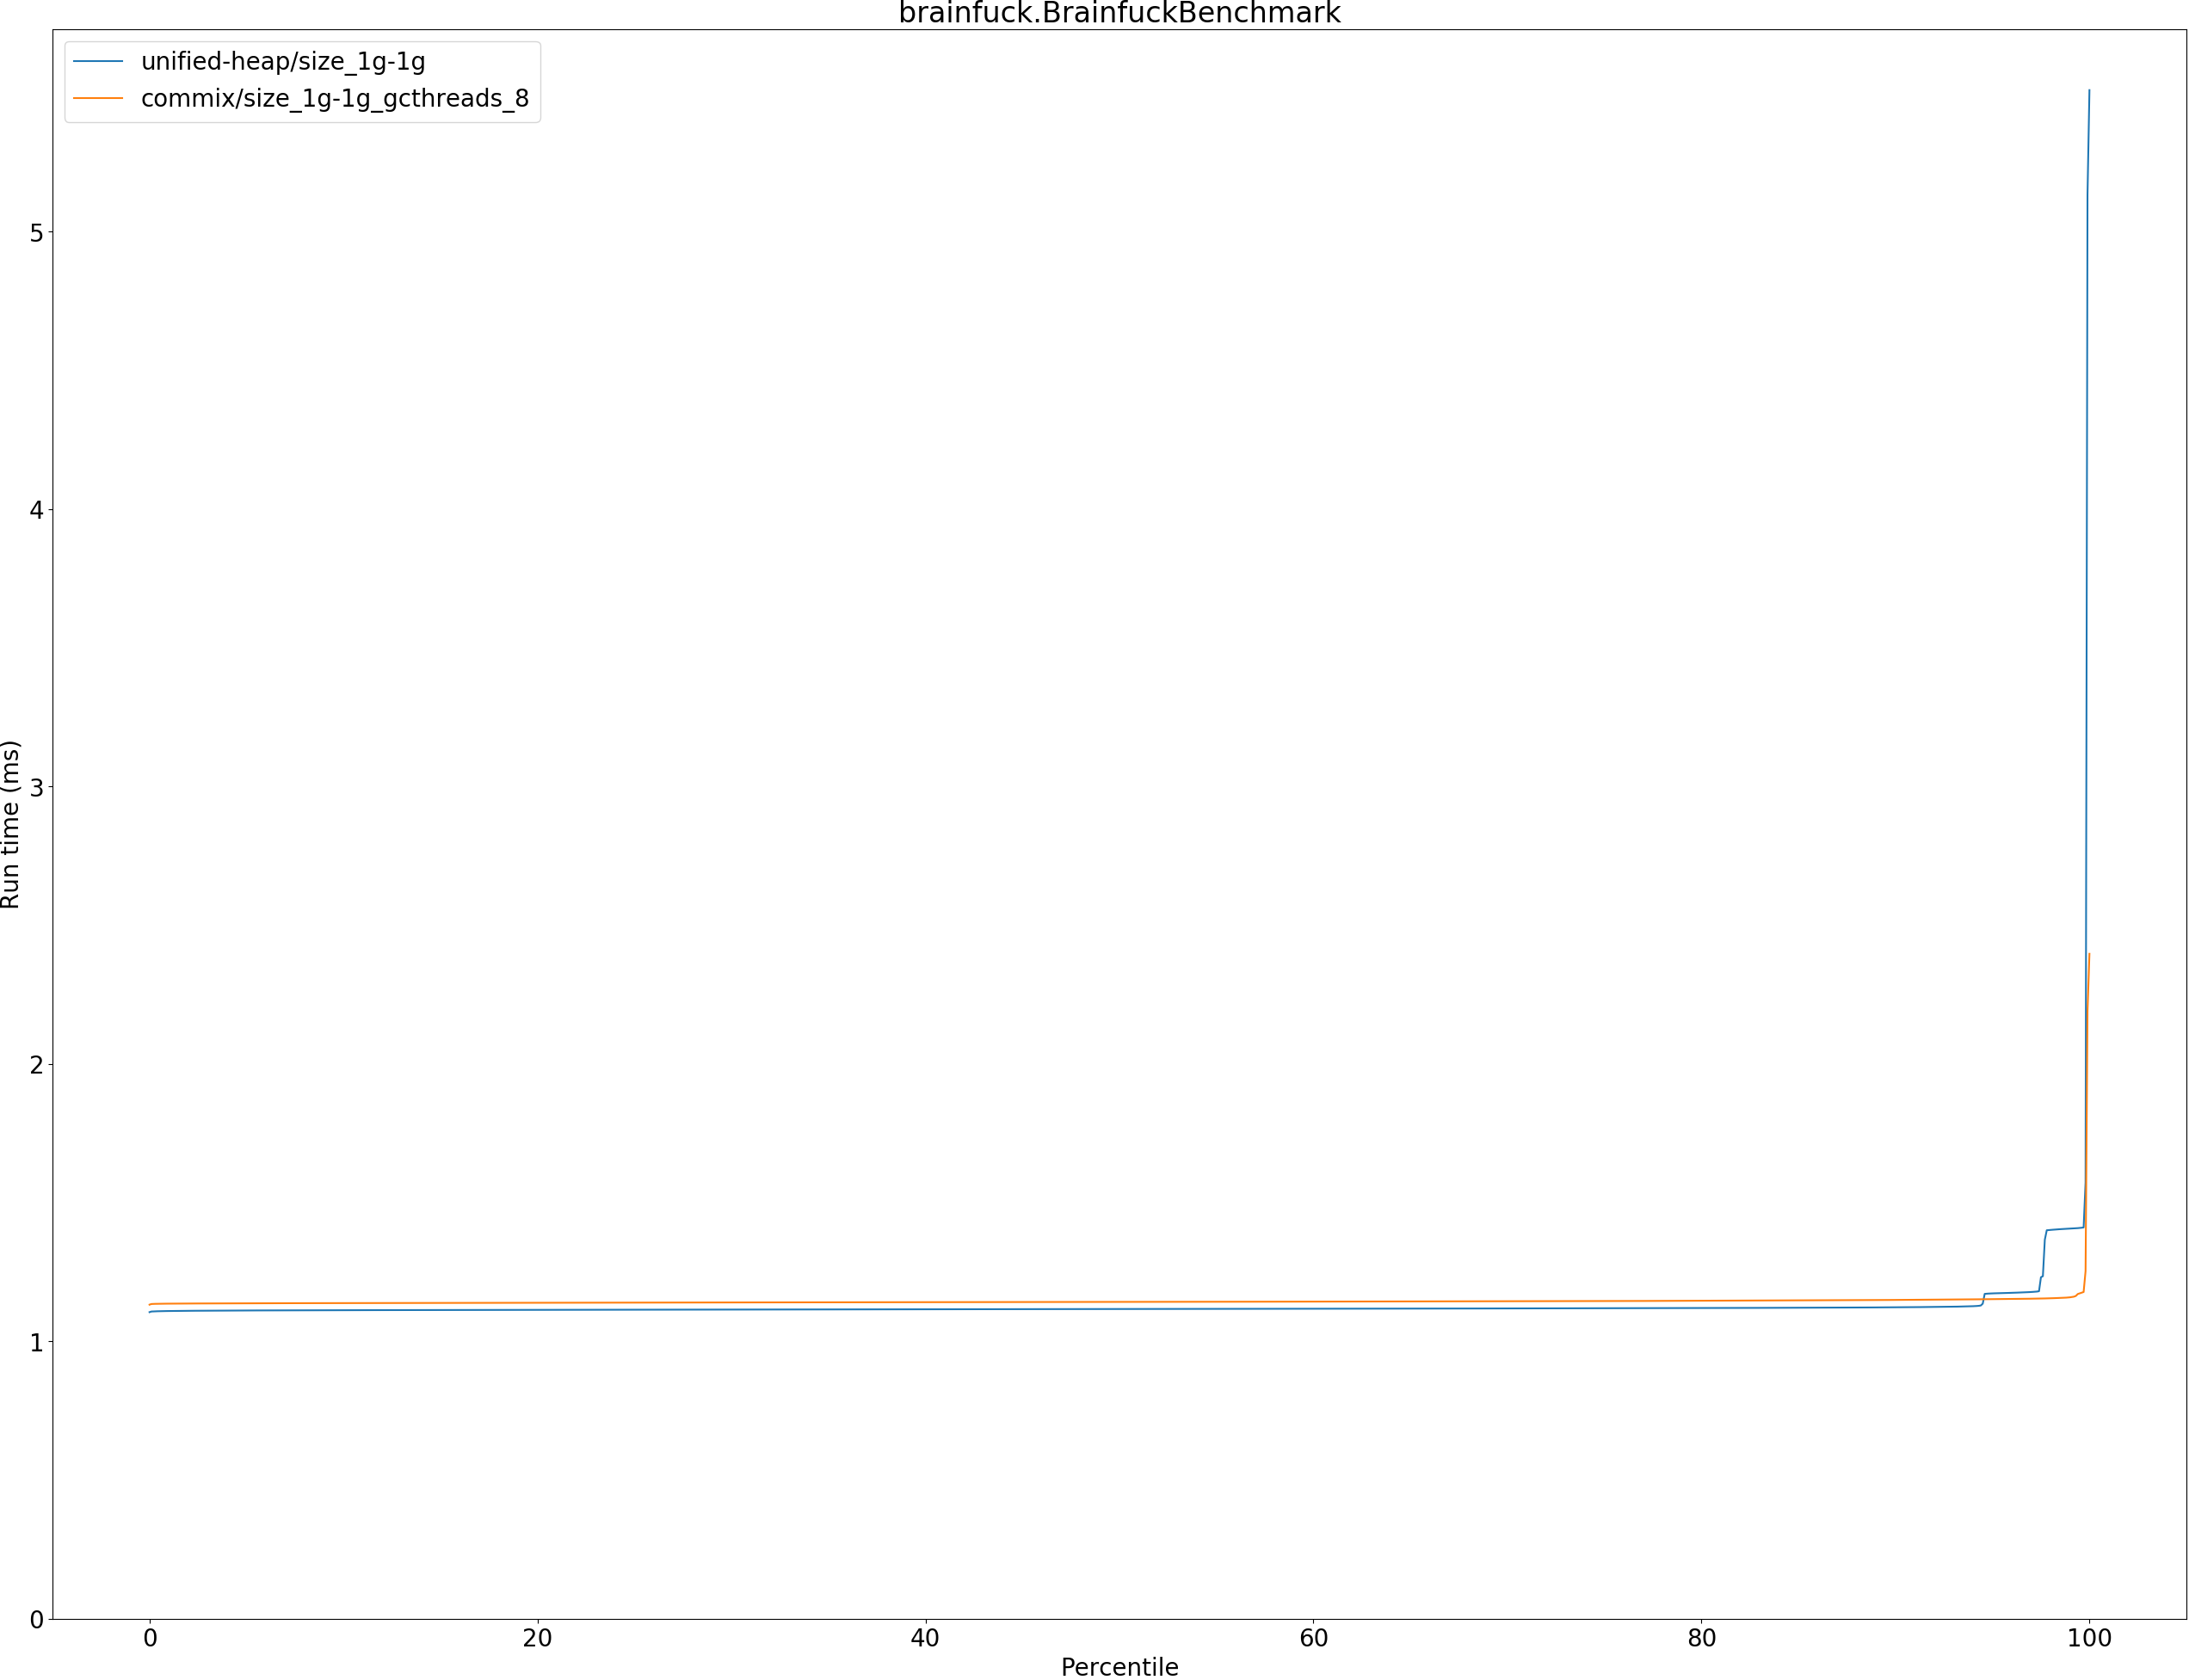 brainfuck.BrainfuckBenchmark
unified-heap/size_1g-1g
commix/size_1g-1g_gcthreads_8
5
4
3
2
1
0
Run time (ms)
0 20 40 60 80 100
Percentile